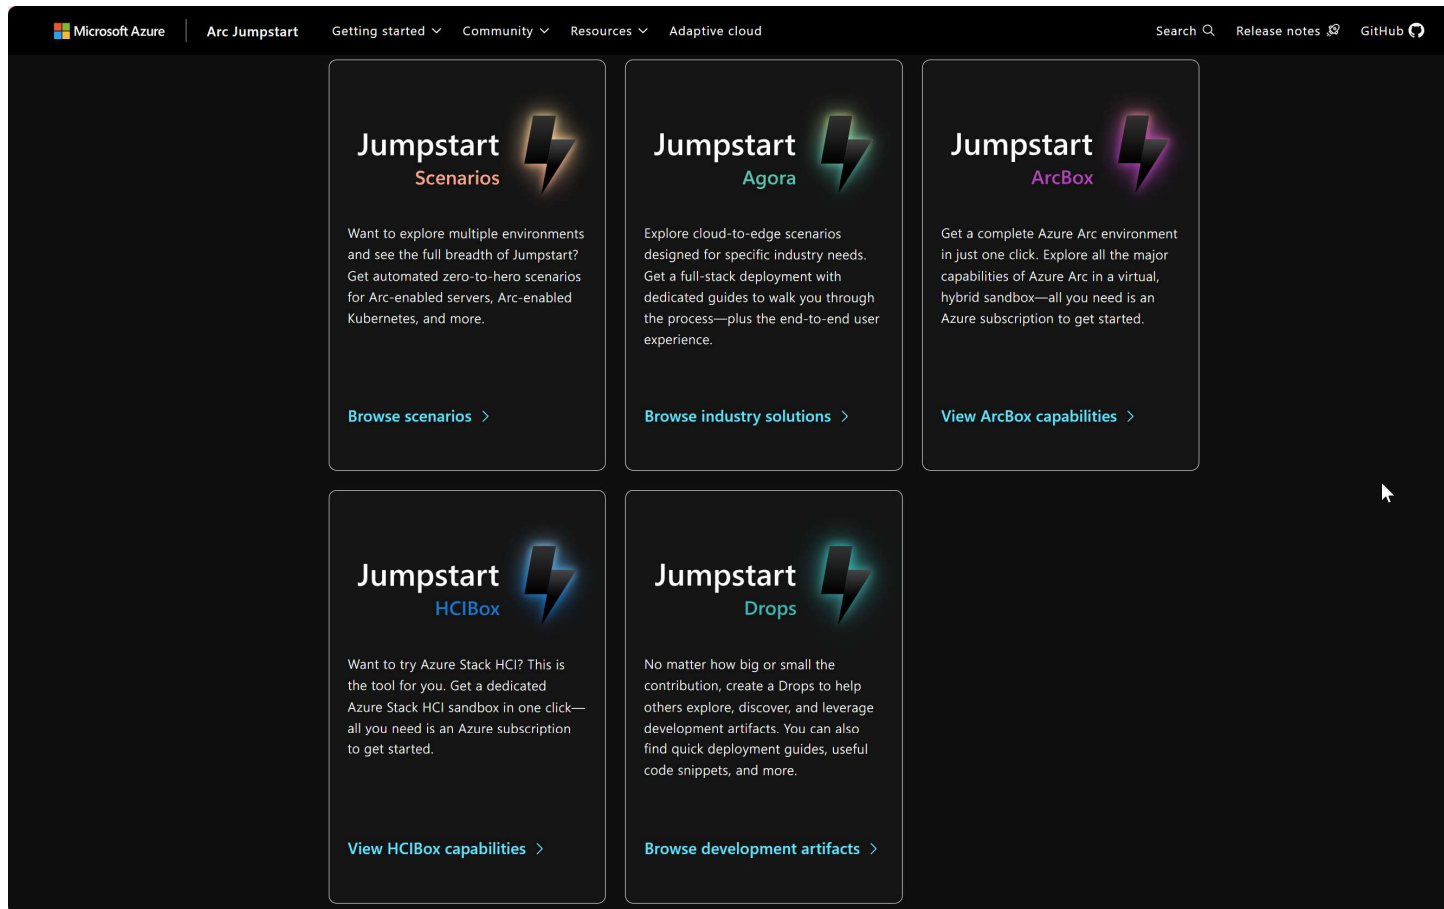 Microsoft Azure
Arc Jumpstart
Getting started
Community
Resources
Adaptive cloud
Search
Release notes
GitHub
Jumpstart
Scenarios
Want to explore multiple environments
and see the full breadth of Jumpstart?
Get automated zero-to-hero scenarios
for Arc-enabled servers, Arc-enabled
Kubernetes, and more.
Browse scenarios
Jumpstart
Agora
Explore cloud-to-edge scenarios
designed for specific industry needs.
Get a full-stack deployment with
dedicated guides to walk you through
the process—plus the end-to-end user
experience.
Browse industry solutions
Jumpstart
ArcBox
Get a complete Azure Arc environment
in just one click. Explore all the major
capabilities of Azure Arc in a virtual,
hybrid sandbox—all you need is an
Azure subscription to get started.
View ArcBox capabilities
Jumpstart
HCIBox
Want to try Azure Stack HCI? This is
the tool for you. Get a dedicated
Azure Stack HCI sandbox in one click—
all you need is an Azure subscription
to get started.
View HCIBox capabilities
Jumpstart
Drops
No matter how big or small the
contribution, create a Drops to help
others explore, discover, and leverage
development artifacts. You can also
find quick deployment guides, useful
code snippets, and more.
Browse development artifacts